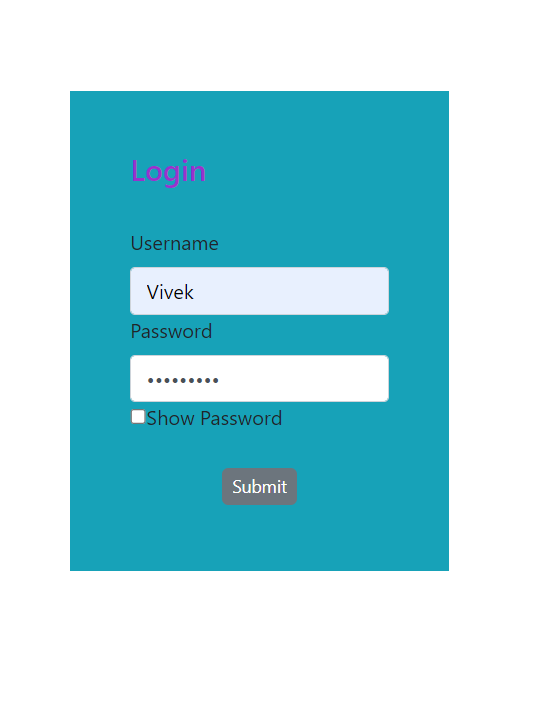 Login
Username
Vivek
Password
•••••••••
Show Password
Submit